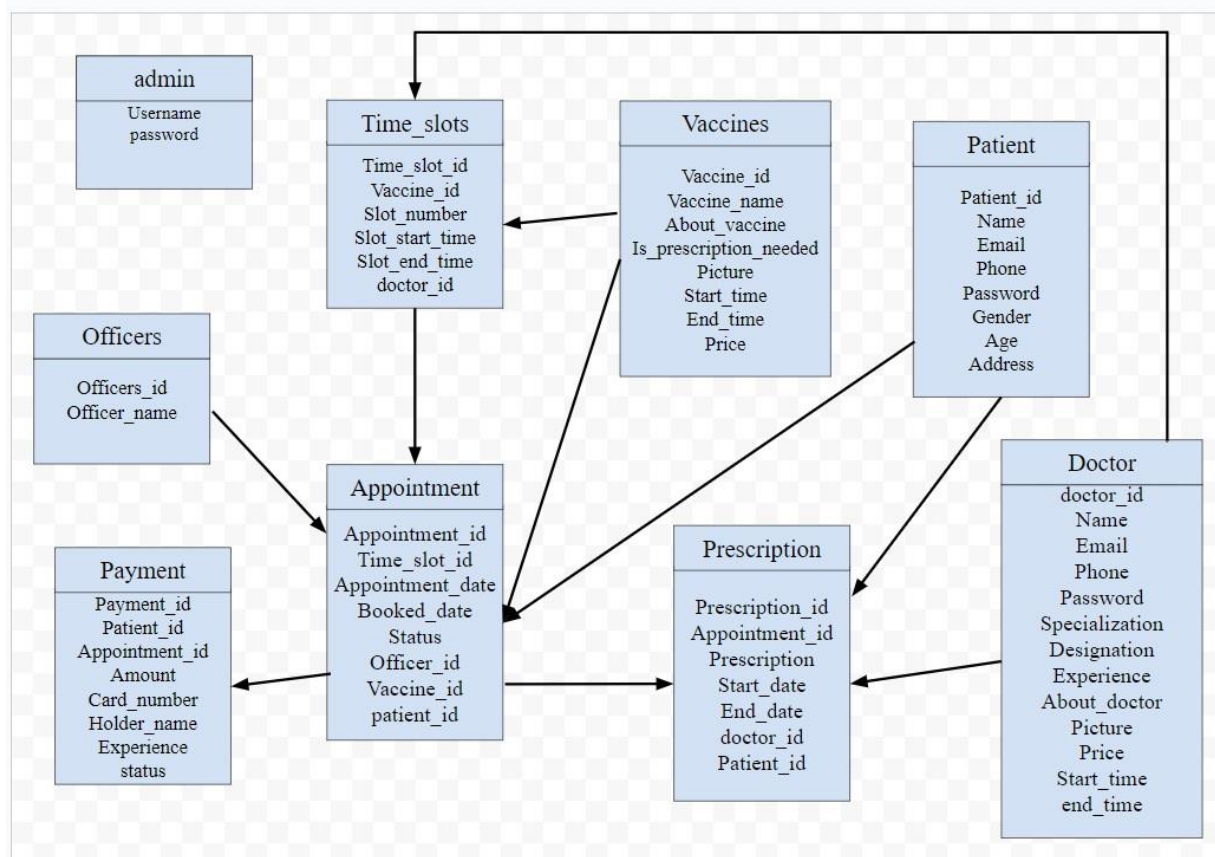 admin
Username
password
Time_slots
Time_slot_id
Vaccine_id
Slot_number
Slot_start_time
Slot_end_time
doctor_id
Vaccines
Vaccine_id
Vaccine_name
About_vaccine
Is_prescription_needed
Picture
Start_time
End_time
Price
Patient
Patient_id
Name
Email
Phone
Password
Gender
Age
Address
Officers
Officers_id
Officer_name
Appointment
Appointment_id
Time_slot_id
Appointment_date
Booked_date
Status
Officer_id
Vaccine_id
patient_id
Payment
Payment_id
Patient_id
Appointment_id
Amount
Card_number
Holder_name
Experience
status
Prescription
Prescription_id
Appointment_id
Prescription
Start_date
End_date
doctor_id
Patient_id
Doctor
doctor_id
Name
Email
Phone
Password
Specialization
Designation
Experience
About_doctor
Picture
Price
Start_time
end_time